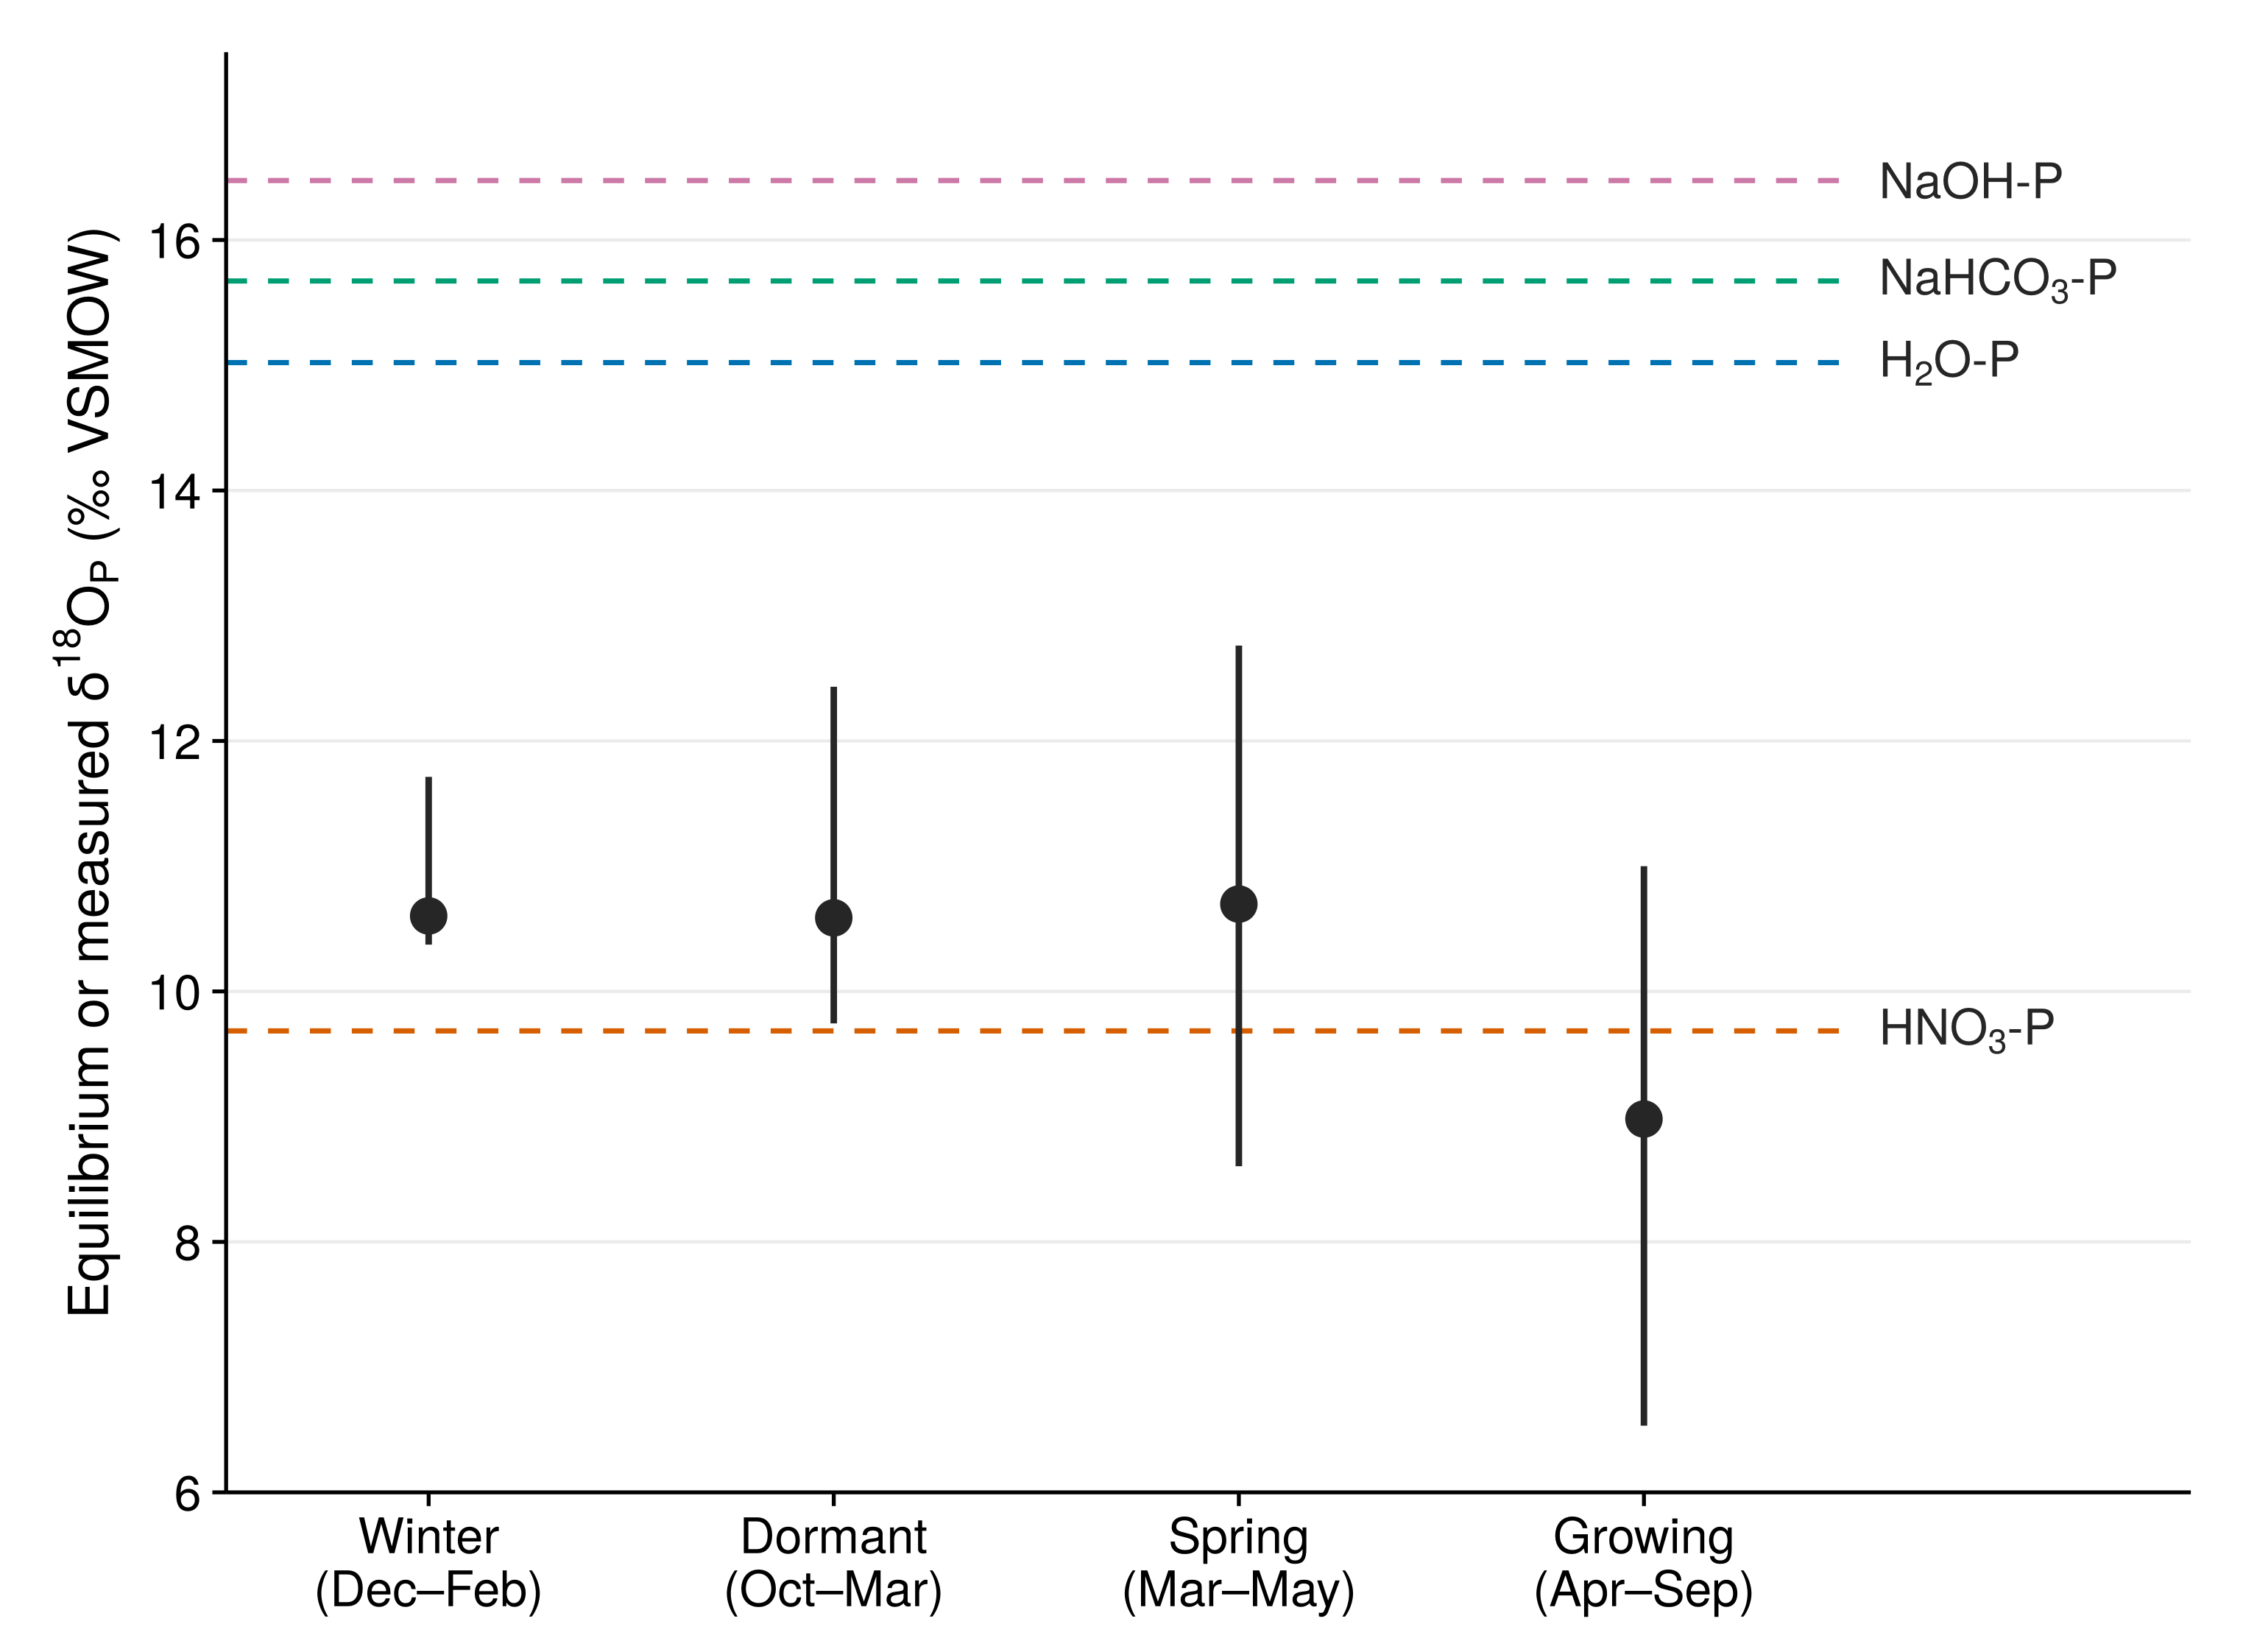 Equilibrium or measured δ¹⁸Oₚ (‰ VSMOW)
16
14
12
10
8
6
NaOH-P
NaHCO₃-P
H₂O-P
HNO₃-P
Winter
(Dec–Feb)
Dormant
(Oct–Mar)
Spring
(Mar–May)
Growing
(Apr–Sep)